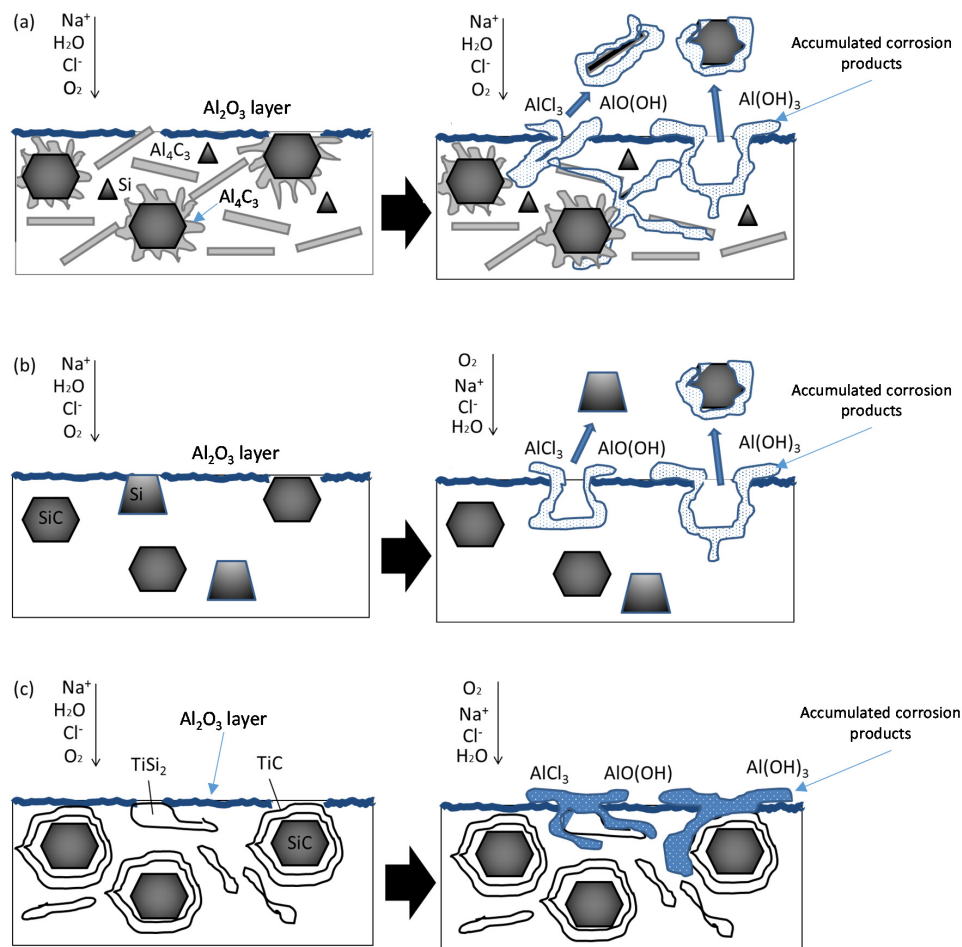 (a)
Na⁺
H₂O
Cl⁻
O₂
Al₂O₃ layer
Al₄C₃
Si
Al₄C₃
Na⁺
H₂O
Cl⁻
O₂
AlCl₃
AlO(OH)
Al(OH)₃
Accumulated corrosion
products
(b)
Na⁺
H₂O
Cl⁻
O₂
Al₂O₃ layer
Si
SiC
O₂
Na⁺
Cl⁻
H₂O
AlCl₃
AlO(OH)
Al(OH)₃
Accumulated corrosion
products
(c)
Na⁺
H₂O
Cl⁻
O₂
Al₂O₃ layer
TiSi₂
TiC
SiC
O₂
Na⁺
Cl⁻
H₂O
AlCl₃
AlO(OH)
Al(OH)₃
Accumulated corrosion
products